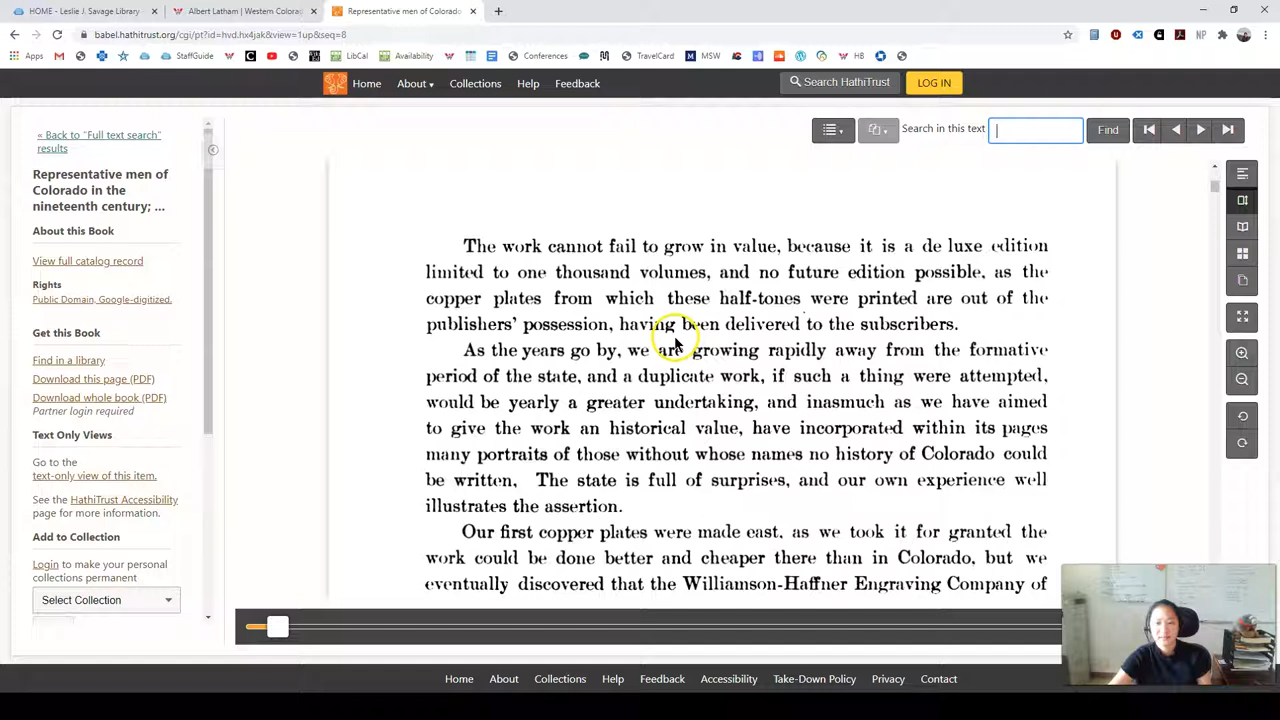 HOME - Leslie J. Savage Library
Albert Latham | Western Colorad
Representative men of Colorado
babel.hathitrust.org/cgi/pt?id=hvd.hx4jak&view=1up&seq=8
Apps
StaffGuide
LibCal
Availability
Conferences
TravelCard
MSW
HB
NP
Home
About
Collections
Help
Feedback
Search HathiTrust
LOG IN
« Back to "Full text search"
results
Search in this text
Find
Representative men of
Colorado in the
nineteenth century; ...
About this Book
View full catalog record
Rights
Public Domain, Google-digitized.
Get this Book
Find in a library
Download this page (PDF)
Download whole book (PDF)
Partner login required
Text Only Views
Go to the
text-only view of this item.
See the HathiTrust Accessibility
page for more information.
Add to Collection
Login to make your personal
collections permanent
Select Collection
The work cannot fail to grow in value, because it is a de luxe edition
limited to one thousand volumes, and no future edition possible, as the
copper plates from which these half-tones were printed are out of the
publishers' possession, having been delivered to the subscribers.
As the years go by, we are growing rapidly away from the formative
period of the state, and a duplicate work, if such a thing were attempted,
would be yearly a greater undertaking, and inasmuch as we have aimed
to give the work an historical value, have incorporated within its pages
many portraits of those without whose names no history of Colorado could
be written. The state is full of surprises, and our own experience well
illustrates the assertion.
Our first copper plates were made east, as we took it for granted the
work could be done better and cheaper there than in Colorado, but we
eventually discovered that the Williamson-Haffner Engraving Company of
Home
About
Collections
Help
Feedback
Accessibility
Take-Down Policy
Privacy
Contact